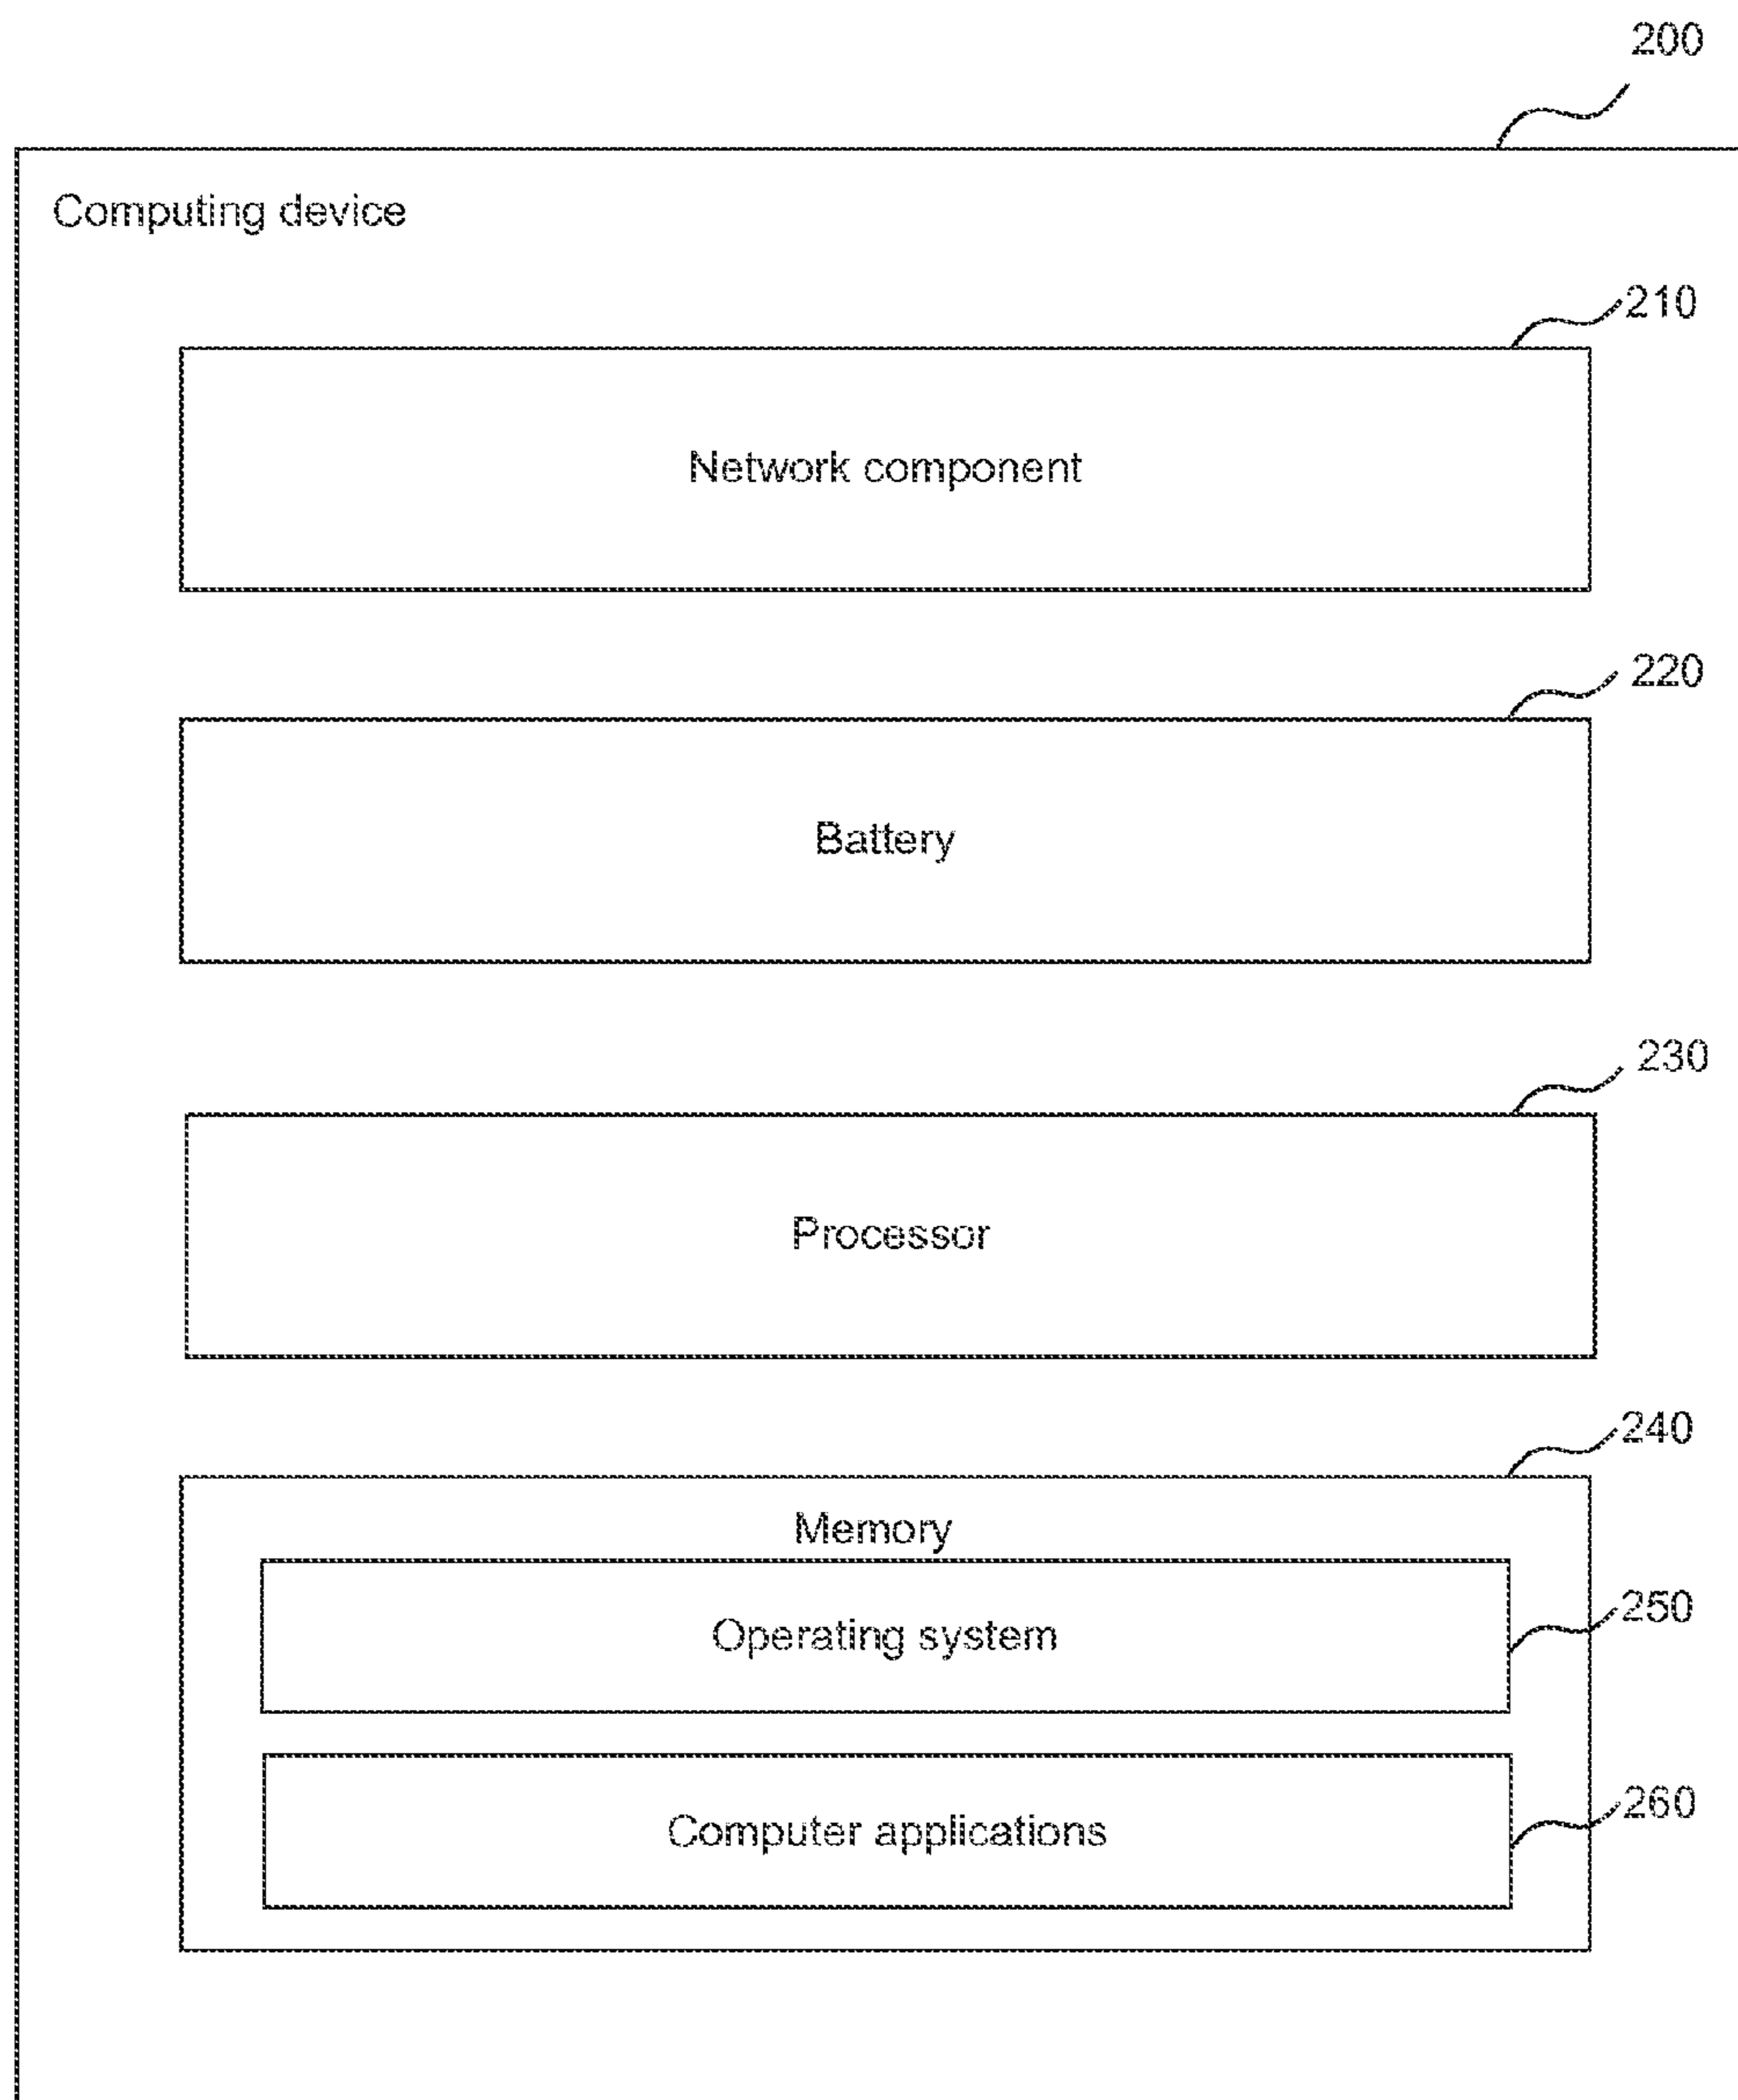 200
Computing device
210
Network component
220
Battery
230
Processor
240
Memory
Operating system
250
Computer applications
260